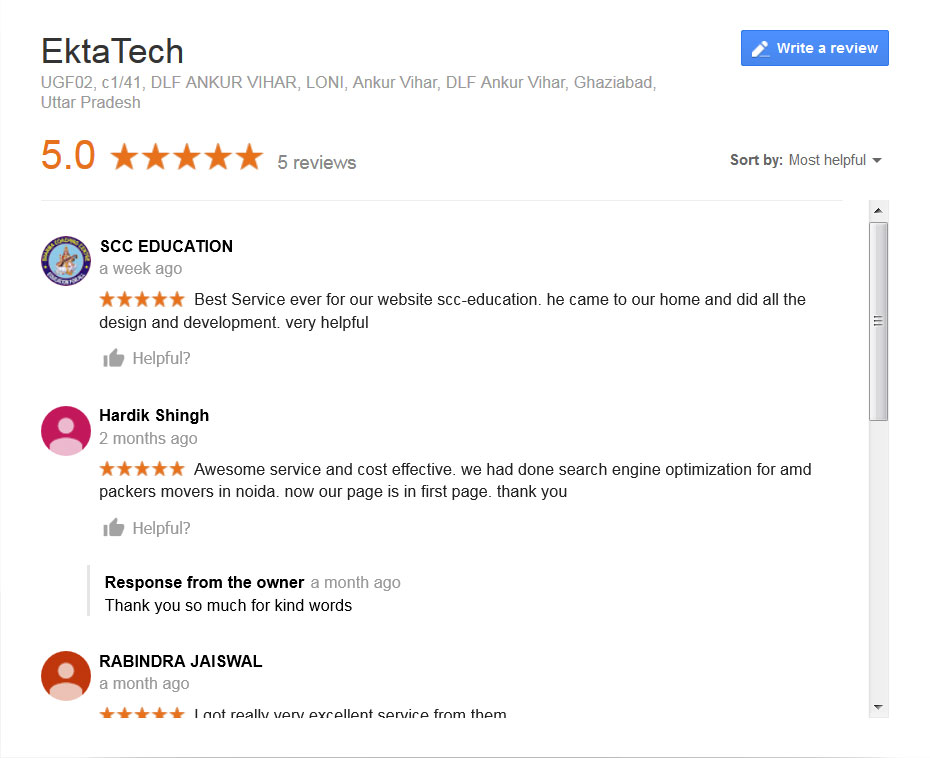 EktaTech
Write a review
UGF02, c1/41, DLF ANKUR VIHAR, LONI, Ankur Vihar, DLF Ankur Vihar, Ghaziabad,
Uttar Pradesh
5.0
5 reviews
Sort by: Most helpful
SCC EDUCATION
a week ago
Best Service ever for our website scc-education. he came to our home and did all the
design and development. very helpful
Helpful?
Hardik Shingh
2 months ago
Awesome service and cost effective. we had done search engine optimization for amd
packers movers in noida. now our page is in first page. thank you
Helpful?
Response from the owner a month ago
Thank you so much for kind words
RABINDRA JAISWAL
a month ago
I got really very excellent service from them